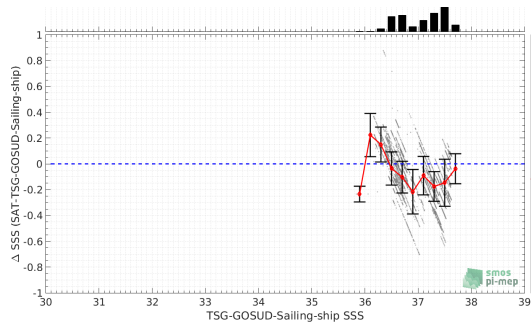 1
0.8
0.6
0.4
0.2
0
-0.2
-0.4
-0.6
-0.8
-1
Δ SSS (SAT-TSG-GOSUD-Sailing-ship)
30 31 32 33 34 35 36 37 38 39
TSG-GOSUD-Sailing-ship SSS
smos
pi-mep